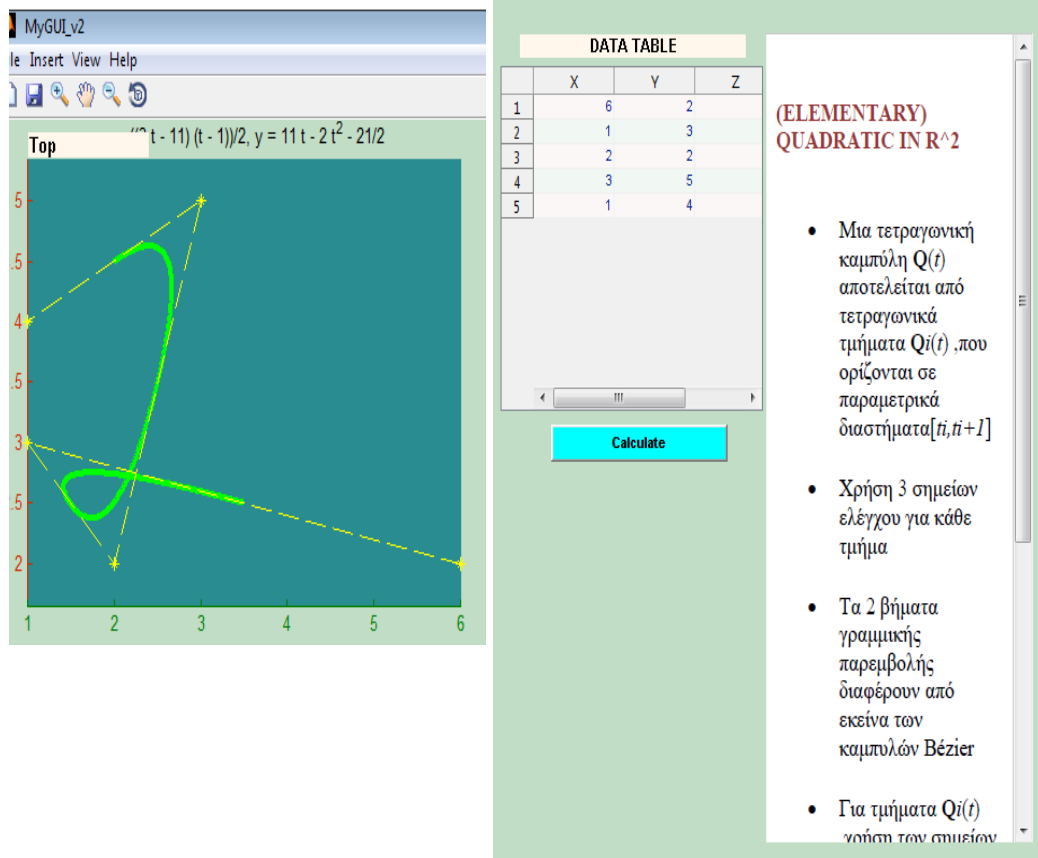 MyGUI_v2
le Insert View Help
Top
t - 11) (t - 1))/2, y = 11 t - 2 t² - 21/2
5
.5
4
.5
3
.5
2
1 2 3 4 5 6
DATA TABLE
X Y Z
1 6 2
2 1 3
3 2 2
4 3 5
5 1 4
Calculate
(ELEMENTARY)
QUADRATIC IN R^2
• Μια τετραγωνική
καμπύλη Q(t)
αποτελείται από
τετραγωνικά
τμήματα Qi(t) ,που
ορίζονται σε
παραμετρικά
διαστήματα[ti,ti+1]
• Χρήση 3 σημείων
ελέγχου για κάθε
τμήμα
• Τα 2 βήματα
γραμμικής
παρεμβολής
διαφέρουν από
εκείνα των
καμπυλών Bézier
• Για τμήματα Qi(t)
χρήση των σημείων